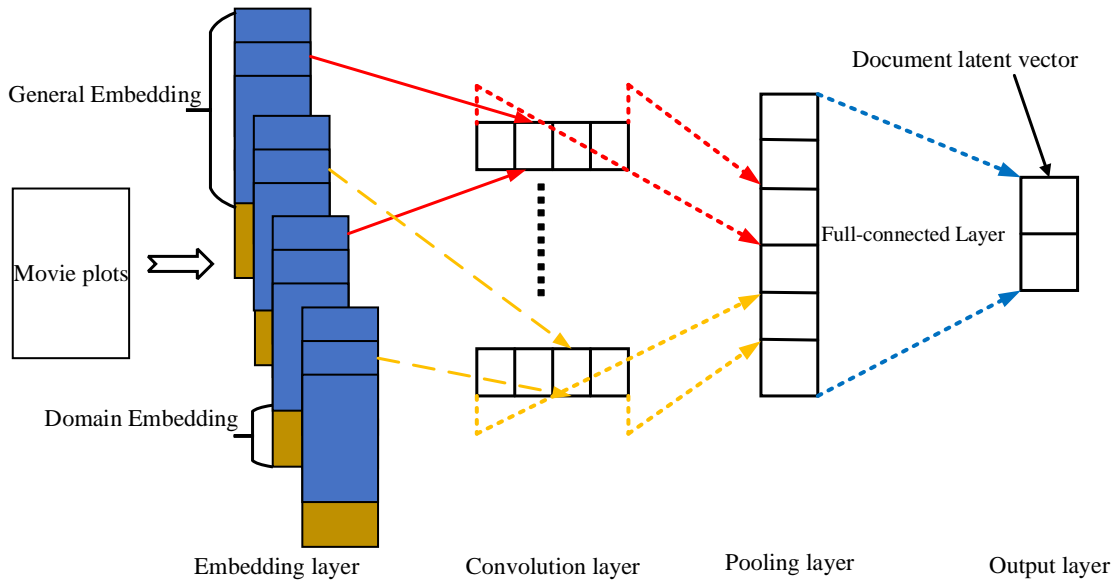 Document latent vector
General Embedding
Full-connected Layer
Movie plots
Domain Embedding
Embedding layer
Convolution layer
Pooling layer
Output layer